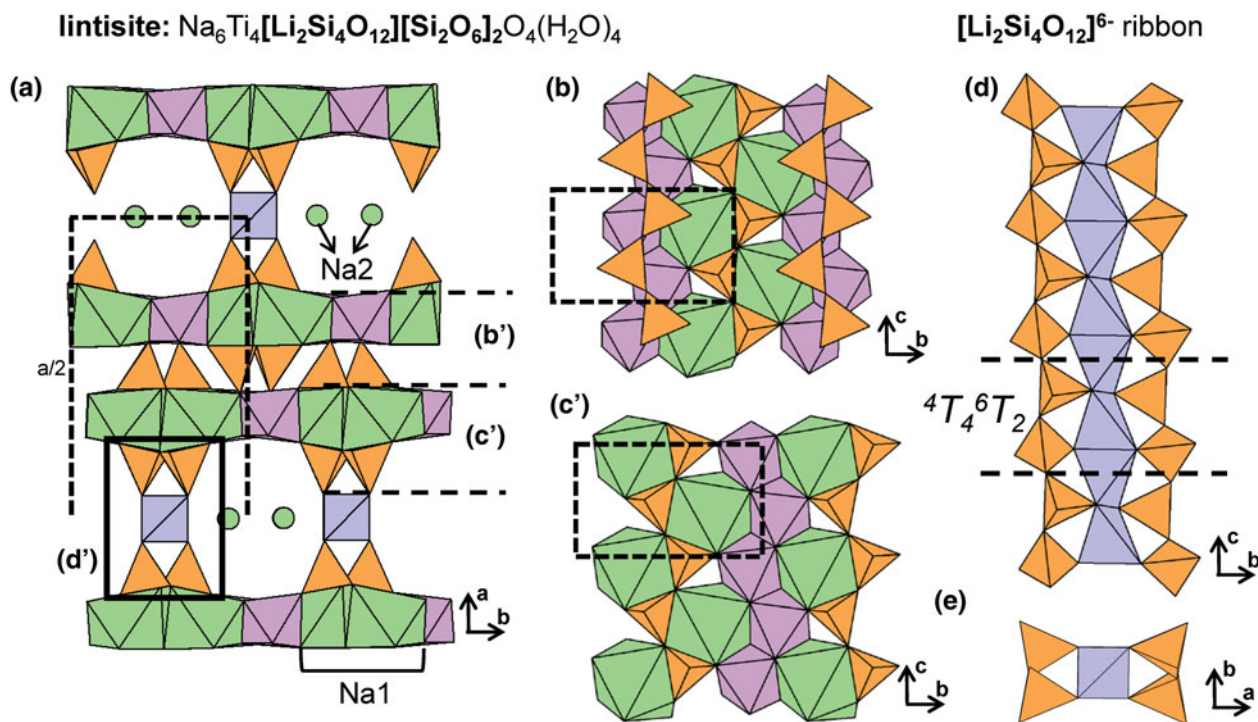 lintisite: Na₆Ti₄[Li₂Si₄O₁₂][Si₂O₆]₂O₄(H₂O)₄
[Li₂Si₄O₁₂]⁶⁻ ribbon
(a)
Na2
a/2
(b')
(c')
(d')
a
b
Na1
(b)
c
b
(c')
c
b
(d)
⁴T₄⁶T₂
c
b
(e)
b
a